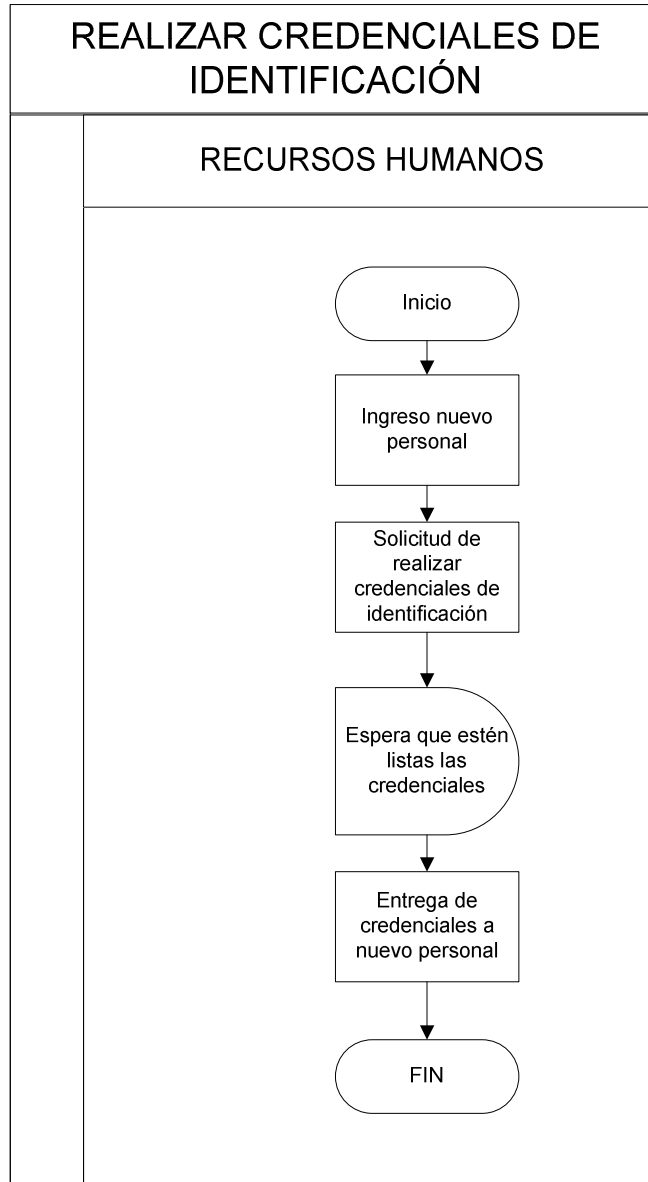 REALIZAR CREDENCIALES DE
IDENTIFICACIÓN
RECURSOS HUMANOS
Inicio
Ingreso nuevo
personal
Solicitud de
realizar
credenciales de
identificación
Espera que estén
listas las
credenciales
Entrega de
credenciales a
nuevo personal
FIN